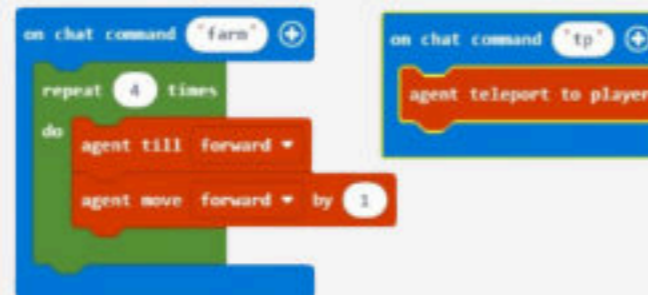 on chat command "farm"
repeat 4 times
do
agent till forward
agent move forward by 1
on chat command "tp"
agent teleport to player